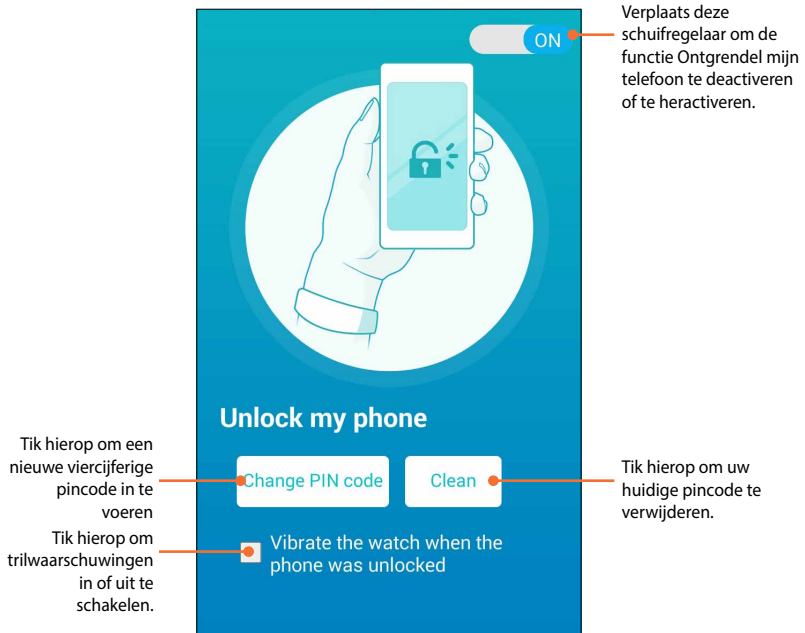 ON
Verplaats deze
schuifregelaar om de
functie Ontgrendel mijn
telefoon te deactiveren
of te heractiveren.
Unlock my phone
Tik hierop om een
nieuwe viercijferige
pincode in te
voeren
Change PIN code
Clean
Tik hierop om uw
huidige pincode te
verwijderen.
Tik hierop om
trilwaarschuwingen
in of uit te
schakelen.
Vibrate the watch when the
phone was unlocked